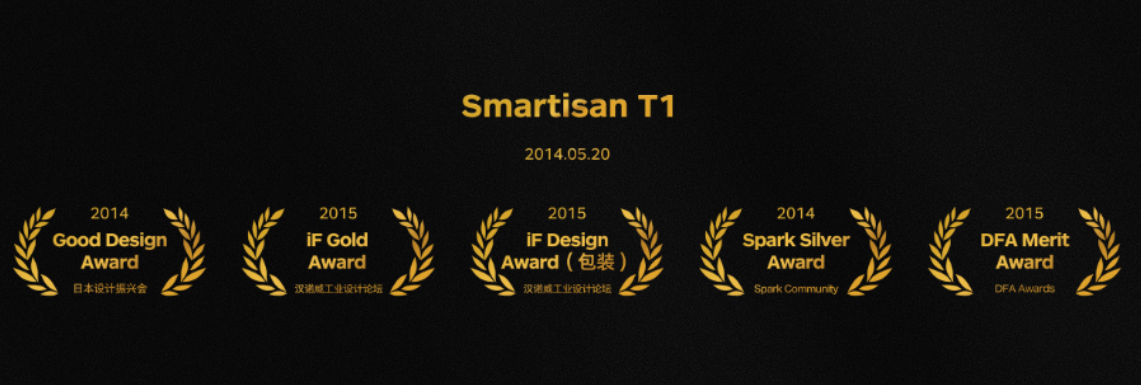 Smartisan T1
2014.05.20
2014
Good Design
Award
日本设计振兴会
2015
iF Gold
Award
汉诺威工业设计论坛
2015
iF Design
Award（包装）
汉诺威工业设计论坛
2014
Spark Silver
Award
Spark Community
2015
DFA Merit
Award
DFA Awards